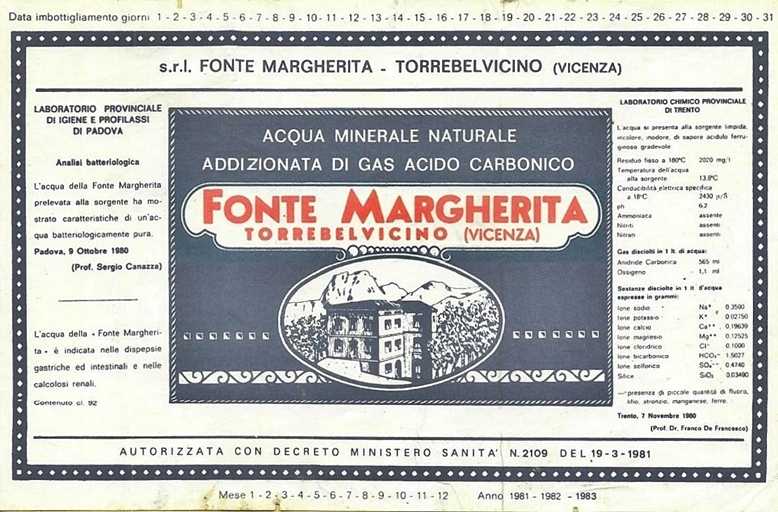 Data imbottigliamento giorni 1 - 2 - 3 - 4 - 5 - 6 - 7 - 8 - 9 - 10 - 11 - 12 - 13 - 14 - 15 - 16 - 17 - 18 - 19 - 20 - 21 - 22 - 23 - 24 - 25 - 26 - 27 - 28 - 29 - 30 - 31
s.r.l. FONTE MARGHERITA - TORREBELVICINO (VICENZA)
LABORATORIO PROVINCIALE
DI IGIENE E PROFILASSI
DI PADOVA
Analisi batteriologica
L'acqua della Fonte Margherita
prelevata alla sorgente ha mo-
strato caratteristiche di un'ac-
qua batteriologicamente pura.
Padova, 9 Ottobre 1980
(Prof. Sergio Canazza)
L'acqua della « Fonte Margheri-
ta » è indicata nelle dispepsie
gastriche ed intestinali e nelle
calcolosi renali.
Contenuto cl. 92
ACQUA MINERALE NATURALE
ADDIZIONATA DI GAS ACIDO CARBONICO
FONTE MARGHERITA
TORREBELVICINO (VICENZA)
LABORATORIO CHIMICO PROVINCIALE
DI TRENTO
L'acqua si presenta alla sorgente limpida,
incolore, inodore, di sapore acidulo ferru-
ginoso gradevole
Residuo fisso a 180°C 2020 mg/l
Temperatura dell'acqua
alla sorgente 13.8°C
Conducibilità elettrica specifica
a 18°C 2430 µ/S
ph 6.2
Ammoniaca assente
Nitriti assenti
Nitrati assenti
Gas disciolti in 1 lt. di acqua:
Anidride Carbonica 565 ml
Ossigeno 1,1 ml
Sostanze disciolte in 1 lt d'acqua
espresse in grammi:
Ione sodio Na+ 0.3500
Ione potassio K+ 0.02750
Ione calcio Ca++ 0.19639
Ione magnesio Mg++ 0.12525
Ione cloridrico Cl- 0.1000
Ione bicarbonico HCO3- 1.5027
Ione solforico SO4-- 0.4740
Silice SiO2 0.03490
— presenza di piccole quantità di fluoro,
litio, stronzio, manganese, ferro.
Trento, 7 Novembre 1980
(Prof. Dr. Franco De Francesco)
AUTORIZZATA CON DECRETO MINISTERO SANITA' N. 2109 DEL 19-3-1981
Mese 1 - 2 - 3 - 4 - 5 - 6 - 7 - 8 - 9 - 10 - 11 - 12 Anno 1981 - 1982 - 1983